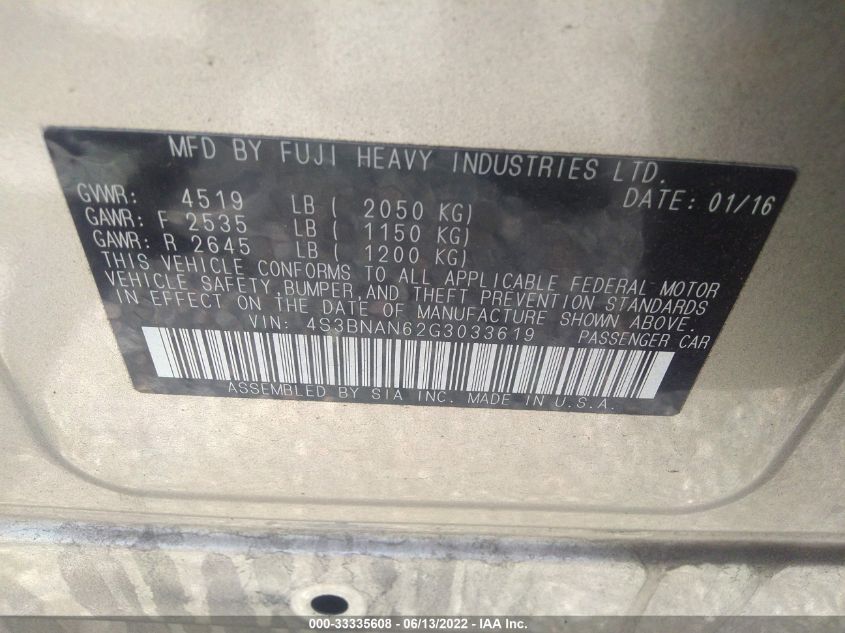 MFD BY FUJI HEAVY INDUSTRIES LTD.
DATE: 01/16
GVWR: 4519 LB ( 2050 KG)
GAWR: F 2535 LB ( 1150 KG)
GAWR: R 2645 LB ( 1200 KG)
THIS VEHICLE CONFORMS TO ALL APPLICABLE FEDERAL MOTOR
VEHICLE SAFETY, BUMPER, AND THEFT PREVENTION STANDARDS
IN EFFECT ON THE DATE OF MANUFACTURE SHOWN ABOVE.
VIN: 4S3BNAN62G3033619 PASSENGER CAR
ASSEMBLED BY SIA INC. MADE IN U.S.A.
000-33335608 - 06/13/2022 - IAA Inc.